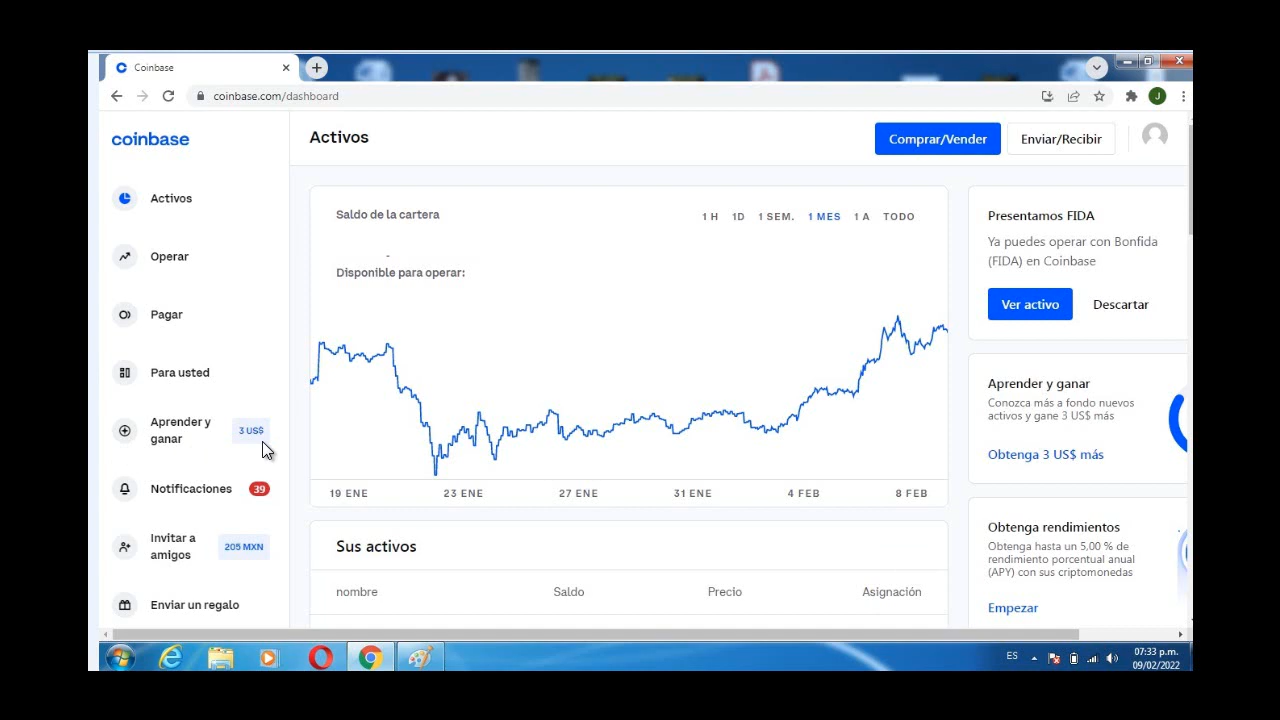 Coinbase
coinbase.com/dashboard
J
coinbase
Activos
Comprar/Vender
Enviar/Recibir
Activos
Operar
Pagar
Para usted
Aprender y
ganar
3 US$
Notificaciones
39
Invitar a
amigos
205 MXN
Enviar un regalo
Saldo de la cartera
1 H 1D 1 SEM. 1 MES 1 A TODO
Disponible para operar:
19 ENE 23 ENE 27 ENE 31 ENE 4 FEB 8 FEB
Sus activos
nombre Saldo Precio Asignación
Presentamos FIDA
Ya puedes operar con Bonfida
(FIDA) en Coinbase
Ver activo
Descartar
Aprender y ganar
Conozca más a fondo nuevos
activos y gane 3 US$ más
Obtenga 3 US$ más
Obtenga rendimientos
Obtenga hasta un 5,00 % de
rendimiento porcentual anual
(APY) con sus criptomonedas
Empezar
ES
07:33 p.m.
09/02/2022